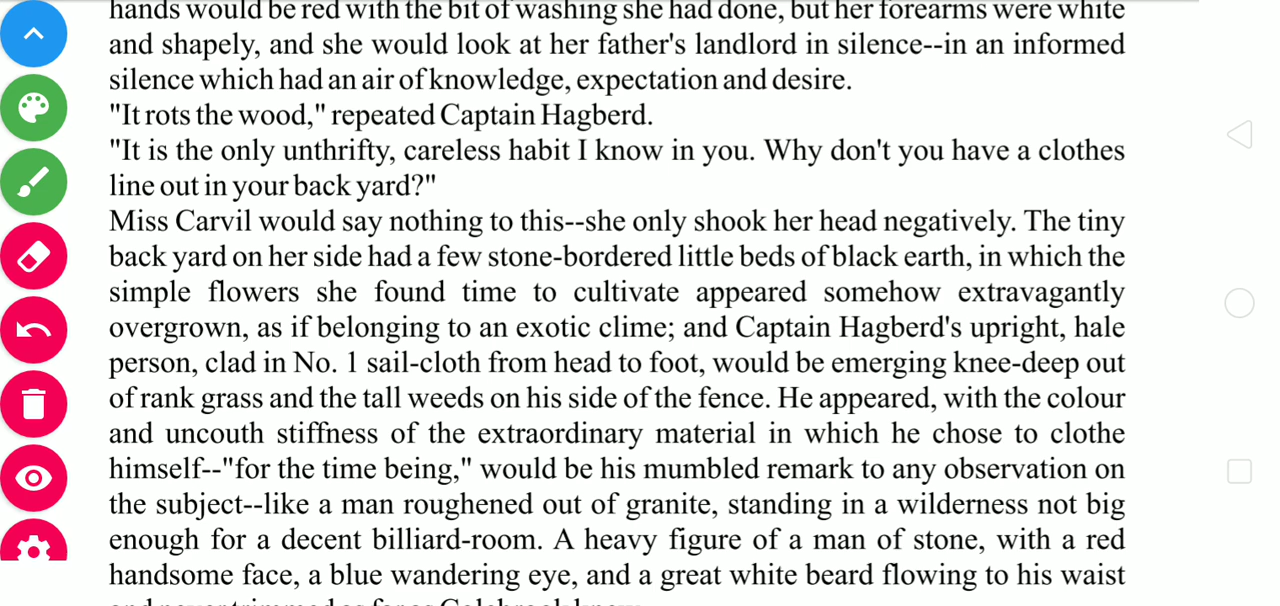 hands would be red with the bit of washing she had done, but her forearms were white
and shapely, and she would look at her father's landlord in silence--in an informed
silence which had an air of knowledge, expectation and desire.
"It rots the wood," repeated Captain Hagberd.
"It is the only unthrifty, careless habit I know in you. Why don't you have a clothes
line out in your back yard?"
Miss Carvil would say nothing to this--she only shook her head negatively. The tiny
back yard on her side had a few stone-bordered little beds of black earth, in which the
simple flowers she found time to cultivate appeared somehow extravagantly
overgrown, as if belonging to an exotic clime; and Captain Hagberd's upright, hale
person, clad in No. 1 sail-cloth from head to foot, would be emerging knee-deep out
of rank grass and the tall weeds on his side of the fence. He appeared, with the colour
and uncouth stiffness of the extraordinary material in which he chose to clothe
himself--"for the time being," would be his mumbled remark to any observation on
the subject--like a man roughened out of granite, standing in a wilderness not big
enough for a decent billiard-room. A heavy figure of a man of stone, with a red
handsome face, a blue wandering eye, and a great white beard flowing to his waist